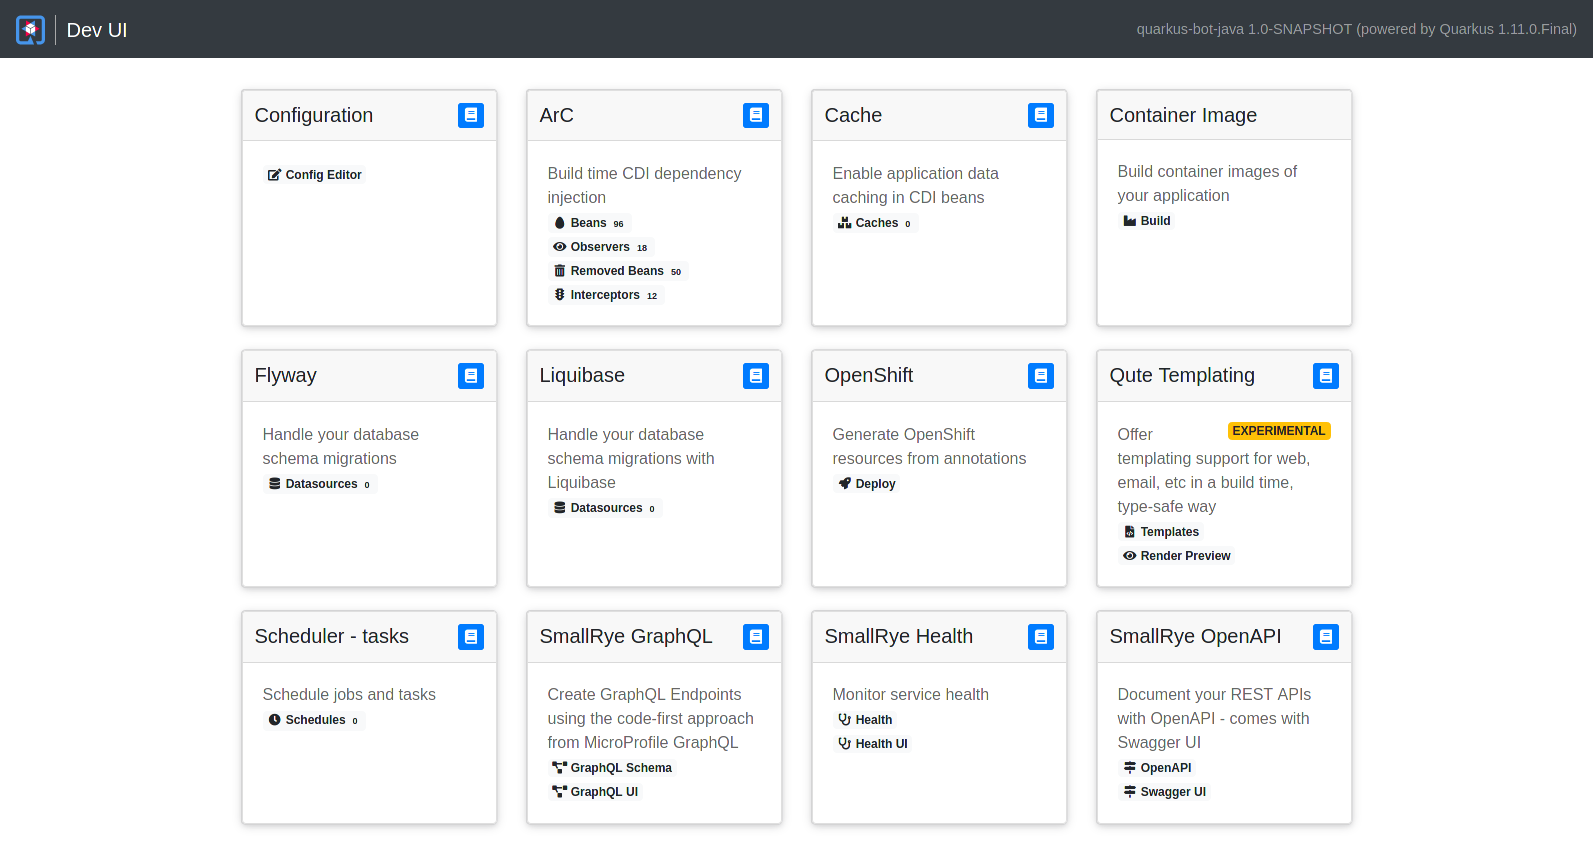 Dev UI
quarkus-bot-java 1.0-SNAPSHOT (powered by Quarkus 1.11.0.Final)
Configuration
Config Editor
ArC
Build time CDI dependency
injection
Beans 96
Observers 18
Removed Beans 50
Interceptors 12
Cache
Enable application data
caching in CDI beans
Caches 0
Container Image
Build container images of
your application
Build
Flyway
Handle your database
schema migrations
Datasources 0
Liquibase
Handle your database
schema migrations with
Liquibase
Datasources 0
OpenShift
Generate OpenShift
resources from annotations
Deploy
Qute Templating
Offer EXPERIMENTAL
templating support for web,
email, etc in a build time,
type-safe way
Templates
Render Preview
Scheduler - tasks
Schedule jobs and tasks
Schedules 0
SmallRye GraphQL
Create GraphQL Endpoints
using the code-first approach
from MicroProfile GraphQL
GraphQL Schema
GraphQL UI
SmallRye Health
Monitor service health
Health
Health UI
SmallRye OpenAPI
Document your REST APIs
with OpenAPI - comes with
Swagger UI
OpenAPI
Swagger UI